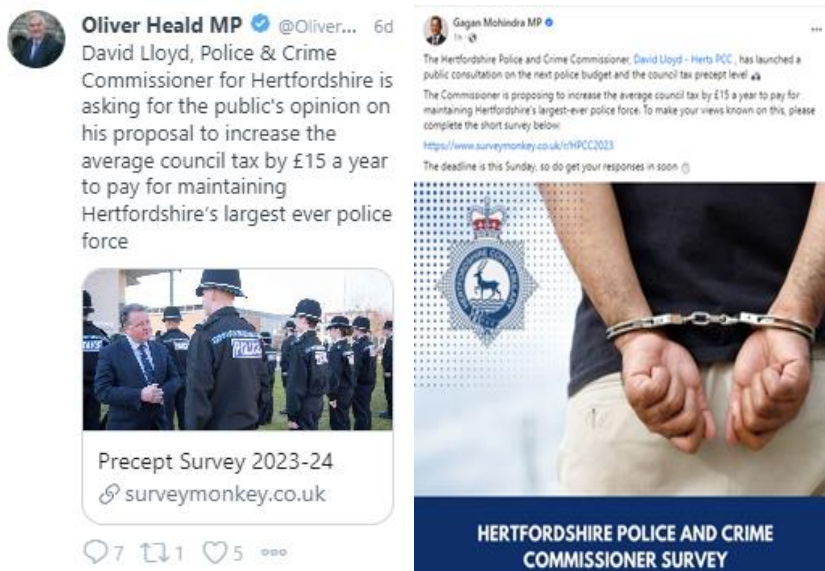 Oliver Heald MP @Oliver... 6d
David Lloyd, Police & Crime
Commissioner for Hertfordshire is
asking for the public's opinion on
his proposal to increase the
average council tax by £15 a year
to pay for maintaining
Hertfordshire's largest ever police
force
POLICE
Precept Survey 2023-24
surveymonkey.co.uk
7 1 5
Gagan Mohindra MP
1h
The Hertfordshire Police and Crime Commissioner, David Lloyd - Herts PCC , has launched a
public consultation on the next police budget and the council tax precept level
The Commissioner is proposing to increase the average council tax by £15 a year to pay for
maintaining Hertfordshire's largest-ever police force. To make your views known on this, please
complete the short survey below:
https://www.surveymonkey.co.uk/r/HPCC2023
The deadline is this Sunday, so do get your responses in soon
HERTFORDSHIRE CONSTABULARY
HERTFORDSHIRE POLICE AND CRIME
COMMISSIONER SURVEY